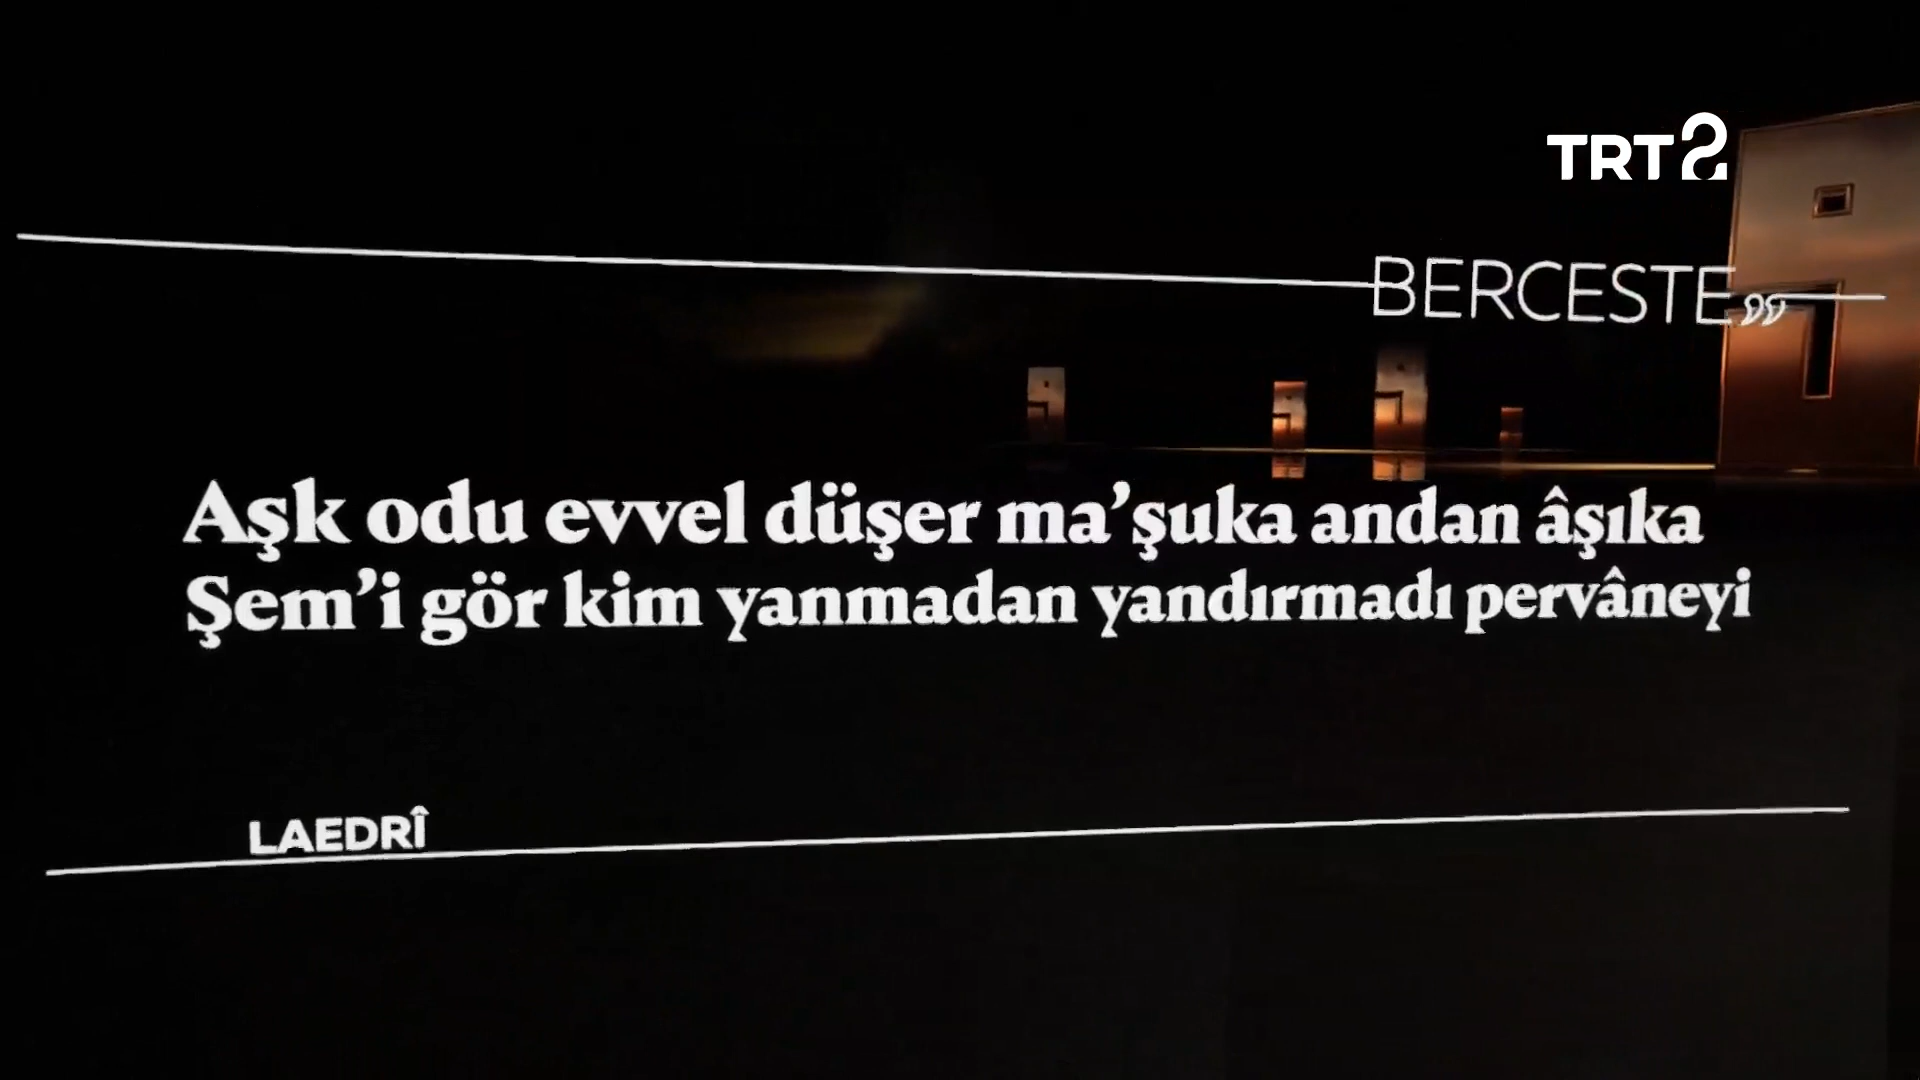 TRT2
BERCESTE”
Aşk odu evvel düşer ma’şuka andan âşıka
Şem’i gör kim yanmadan yandırmadı pervâneyi
LAEDRÎ